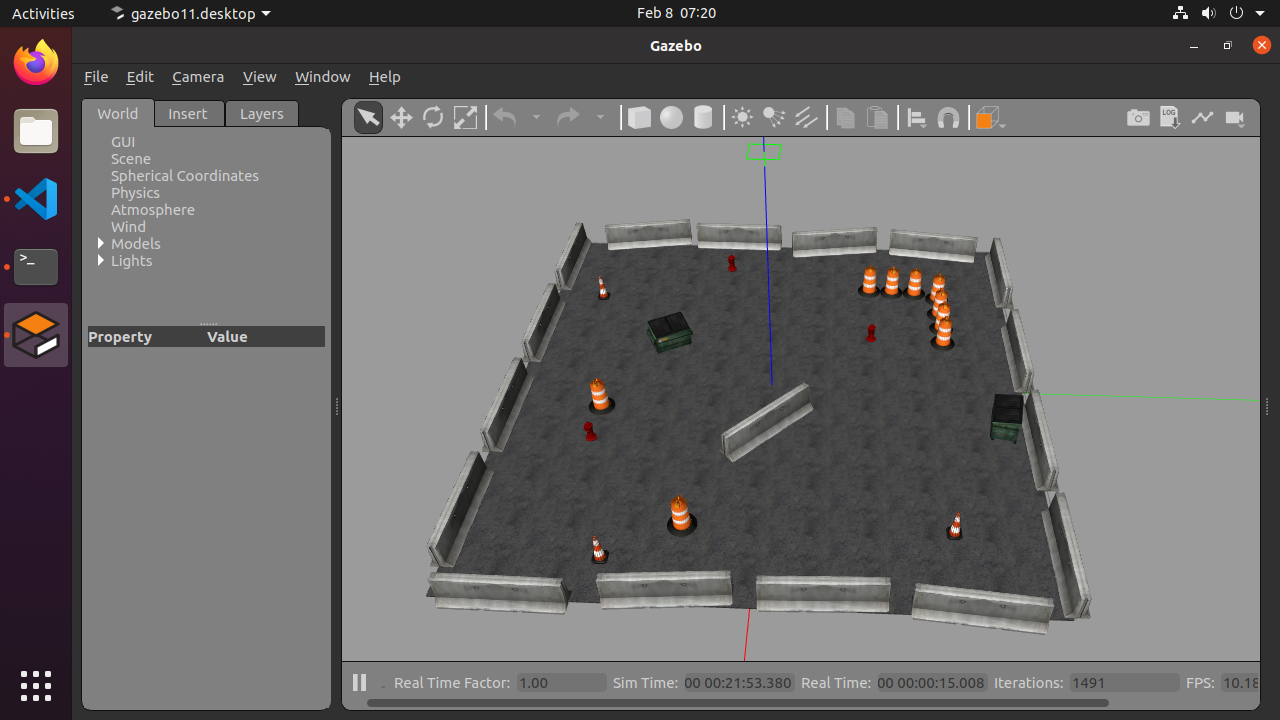 Activities gazebo11.desktop Feb 8 07:20
Gazebo
File Edit Camera View Window Help
World Insert Layers
LOG
GUI
Scene
Spherical Coordinates
Physics
Atmosphere
Wind
Models
Lights
Property Value
>_
Real Time Factor: 1.00 Sim Time: 00 00:21:53.380 Real Time: 00 00:00:15.008 Iterations: 1491 FPS: 10.18